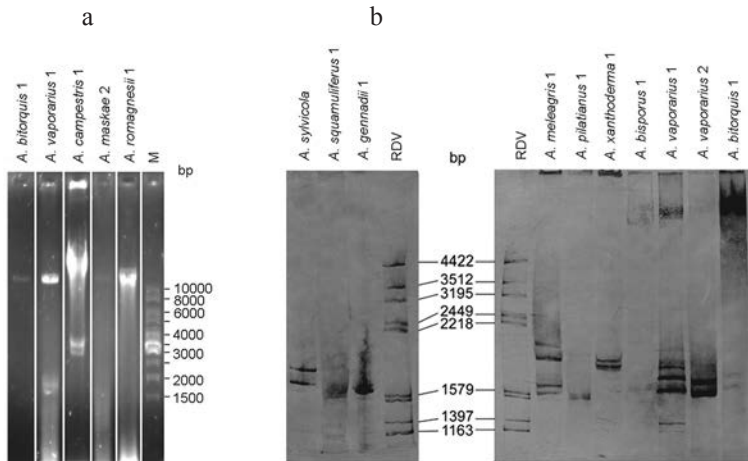 a
A. bitorquis 1
A. vaporarius 1
A. campestris 1
A. maskae 2
A. romagnesii 1
M
bp
10000
8000
6000
4000
3000
2000
1500
b
A. sylvicola
A. squamuliferus 1
A. gennadii 1
RDV
bp
RDV
A. meleagris 1
A. pilatianus 1
A. xanthoderma 1
A. bisporus 1
A. vaporarius 1
A. vaporarius 2
A. bitorquis 1
4422
3512
3195
2449
2218
1579
1397
1163